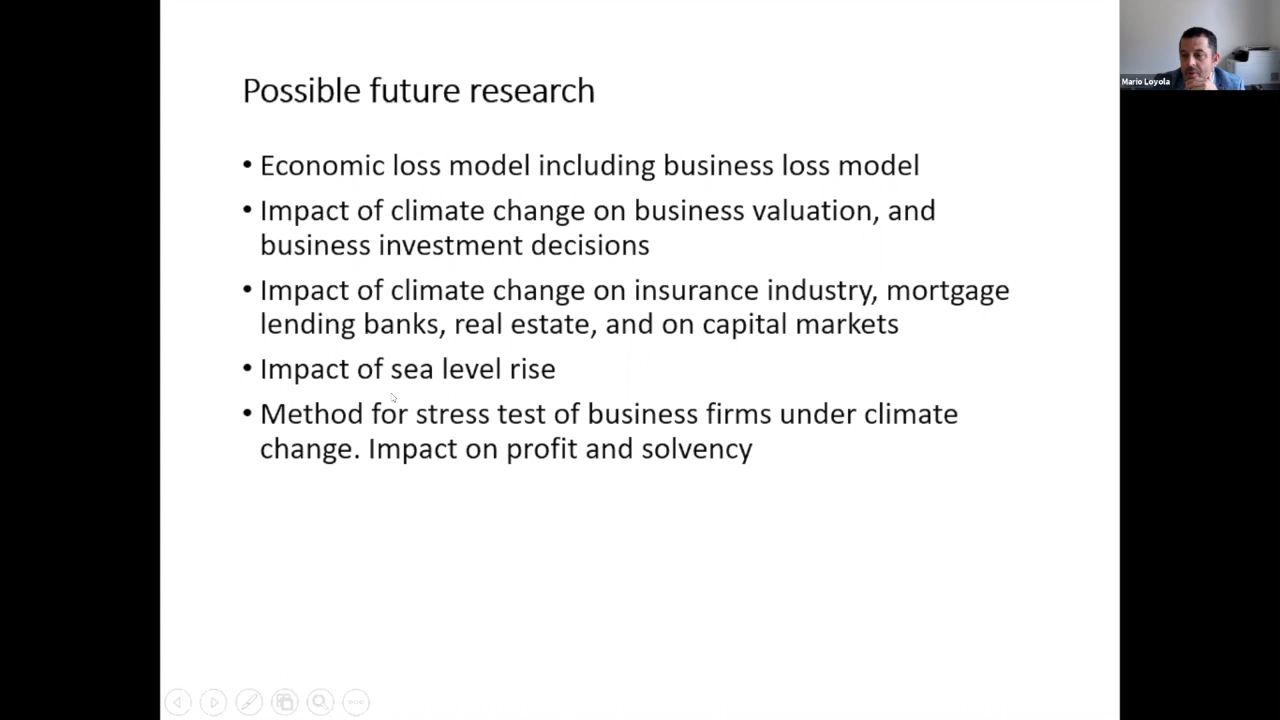 Possible future research
• Economic loss model including business loss model
• Impact of climate change on business valuation, and
business investment decisions
• Impact of climate change on insurance industry, mortgage
lending banks, real estate, and on capital markets
• Impact of sea level rise
• Method for stress test of business firms under climate
change. Impact on profit and solvency
Mario Loyola